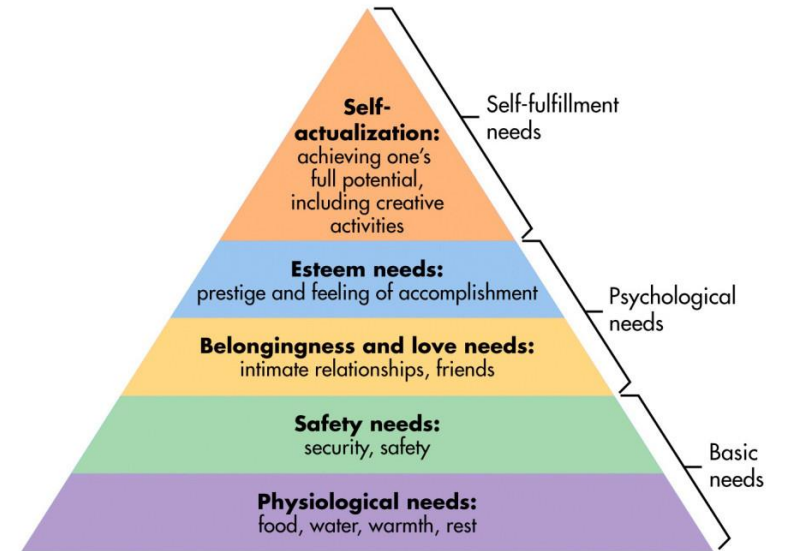 Self-
actualization:
achieving one's
full potential,
including creative
activities
Self-fulfillment
needs
Esteem needs:
prestige and feeling of accomplishment
Psychological
needs
Belongingness and love needs:
intimate relationships, friends
Safety needs:
security, safety
Basic
needs
Physiological needs:
food, water, warmth, rest